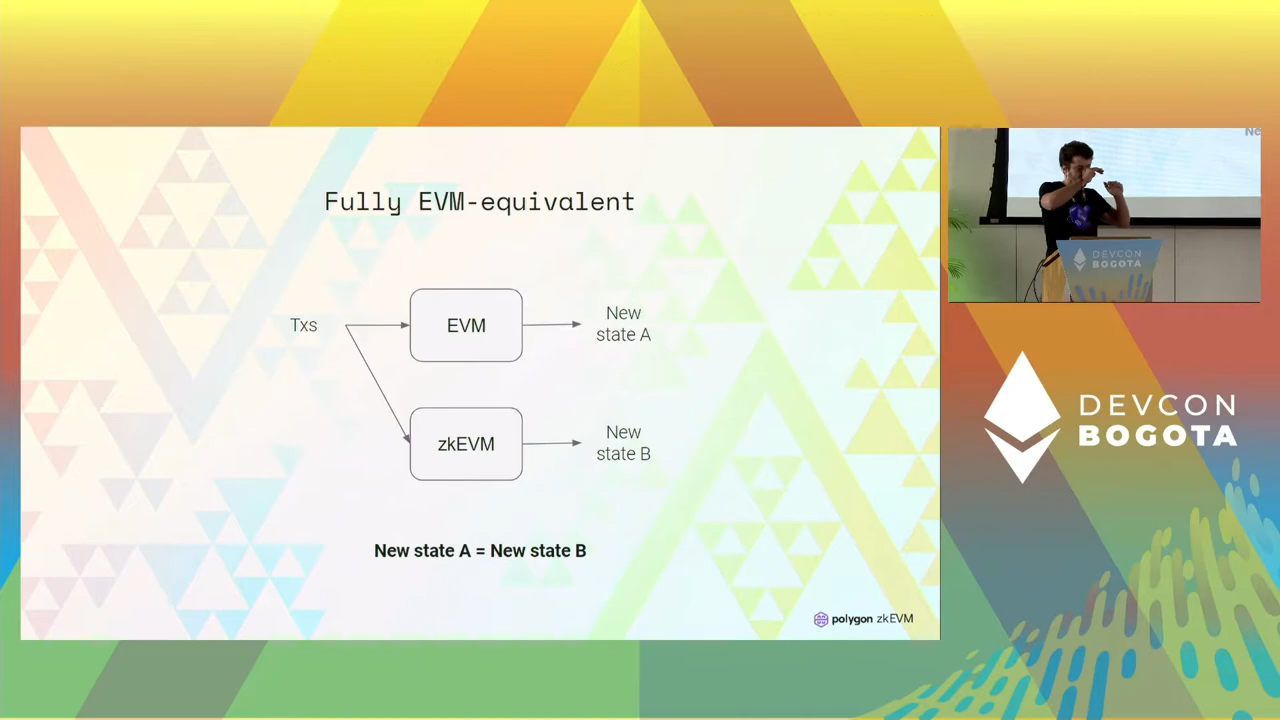 Fully EVM-equivalent
Txs
EVM
New
state A
zkEVM
New
state B
New state A = New state B
polygon zkEVM
Ne
DEVCON
BOGOTA
DEVCON
BOGOTA